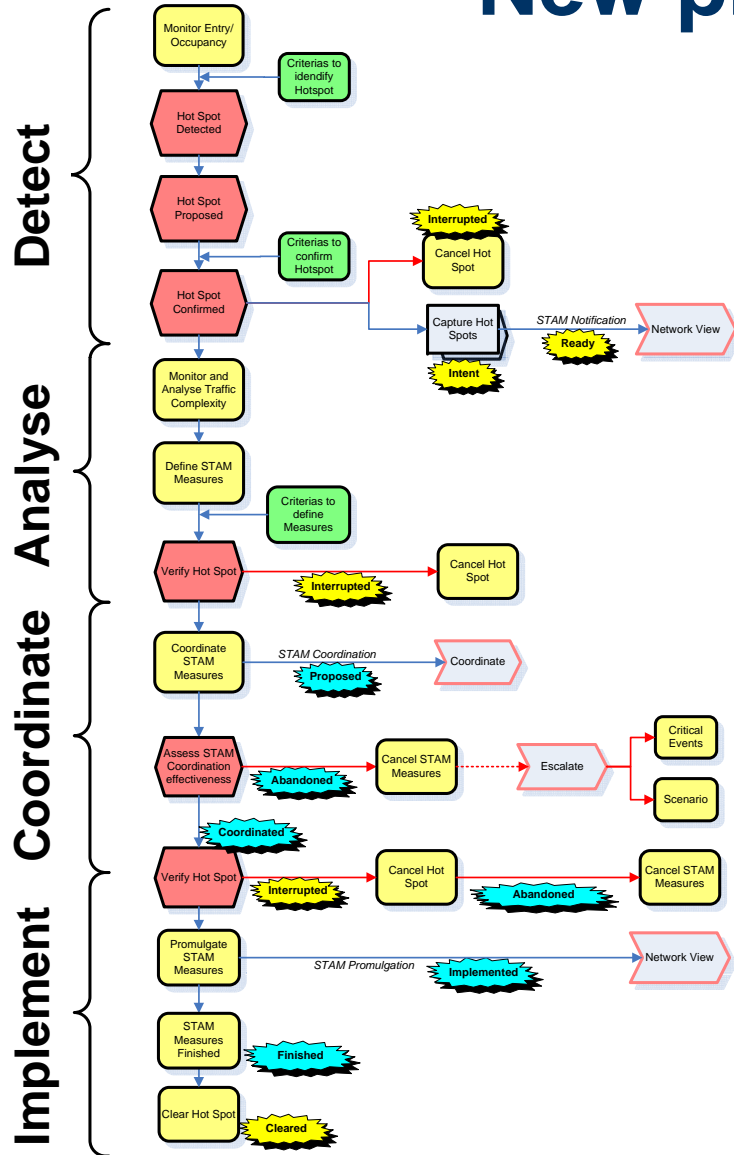 New p
Detect
Monitor Entry/
Occupancy
Criterias to
idendify
Hotspot
Hot Spot
Detected
Hot Spot
Proposed
Criterias to
confirm
Hotspot
Interrupted
Cancel Hot
Spot
Hot Spot
Confirmed
Capture Hot
Spots
STAM Notification
Ready
Network View
Intent
Analyse
Monitor and
Analyse Traffic
Complexity
Define STAM
Measures
Criterias to
define
Measures
Verify Hot Spot
Interrupted
Cancel Hot
Spot
Coordinate
Coordinate
STAM
Measures
STAM Coordination
Proposed
Coordinate
Assess STAM
Coordination
effectiveness
Abandoned
Cancel STAM
Measures
Escalate
Critical
Events
Scenario
Coordinated
Implement
Verify Hot Spot
Interrupted
Cancel Hot
Spot
Abandoned
Cancel STAM
Measures
Promulgate
STAM
Measures
STAM Promulgation
Implemented
Network View
STAM
Measures
Finished
Finished
Clear Hot Spot
Cleared